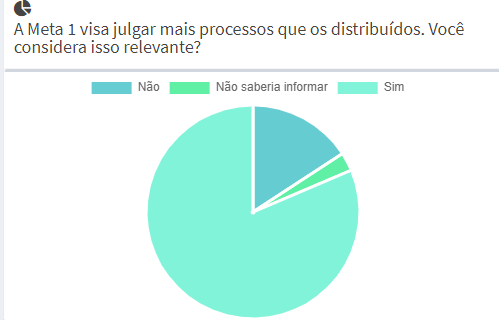 A Meta 1 visa julgar mais processos que os distribuídos. Você
considera isso relevante?
Não Não saberia informar Sim